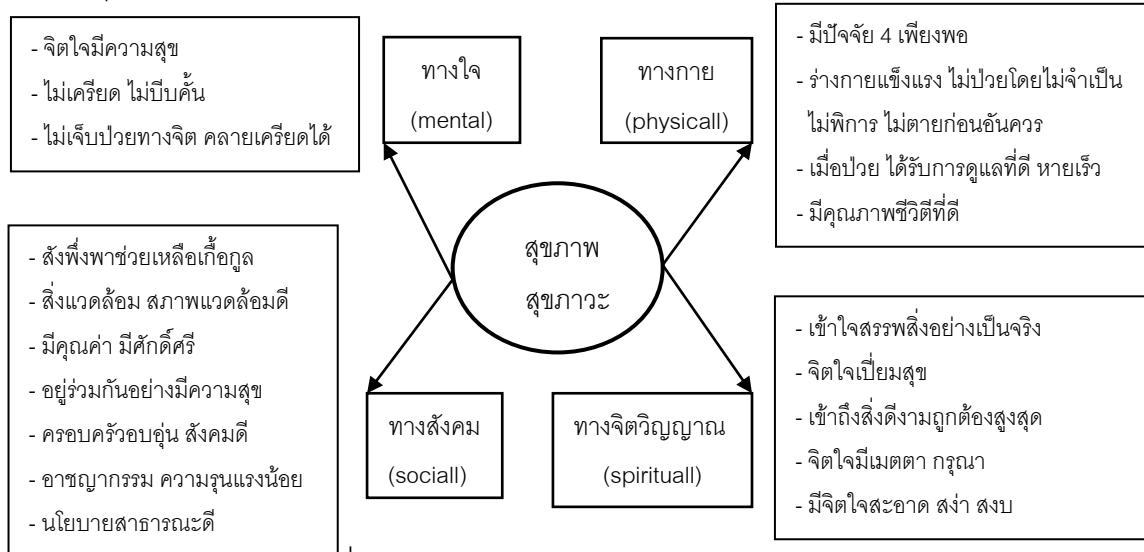 - จิตใจมีความสุข
- ไม่เครียด ไม่บีบคั้น
- ไม่เจ็บป่วยทางจิต คลายเครียดได้
ทางใจ
(mental)
ทางกาย
(physicall)
- มีปัจจัย 4 เพียงพอ
- ร่างกายแข็งแรง ไม่ป่วยโดยไม่จำเป็น
ไม่พิการ ไม่ตายก่อนอันควร
- เมื่อป่วย ได้รับการดูแลที่ดี หายเร็ว
- มีคุณภาพชีวิตีที่ดี
สุขภาพ
สุขภาวะ
- สังพึ่งพาช่วยเหลือเกื้อกูล
- สิ่งแวดล้อม สภาพแวดล้อมดี
- มีคุณค่า มีศักดิ์ศรี
- อยู่ร่วมกันอย่างมีความสุข
- ครอบครัวอบอุ่น สังคมดี
- อาชญากรรม ความรุนแรงน้อย
- นโยบายสาธารณะดี
ทางสังคม
(sociall)
ทางจิตวิญญาณ
(spirituall)
- เข้าใจสรรพสิ่งอย่างเป็นจริง
- จิตใจเปี่ยมสุข
- เข้าถึงสิ่งดีงามถูกต้องสูงสุด
- จิตใจมีเมตตา กรุณา
- มีจิตใจสะอาด สง่า สงบ